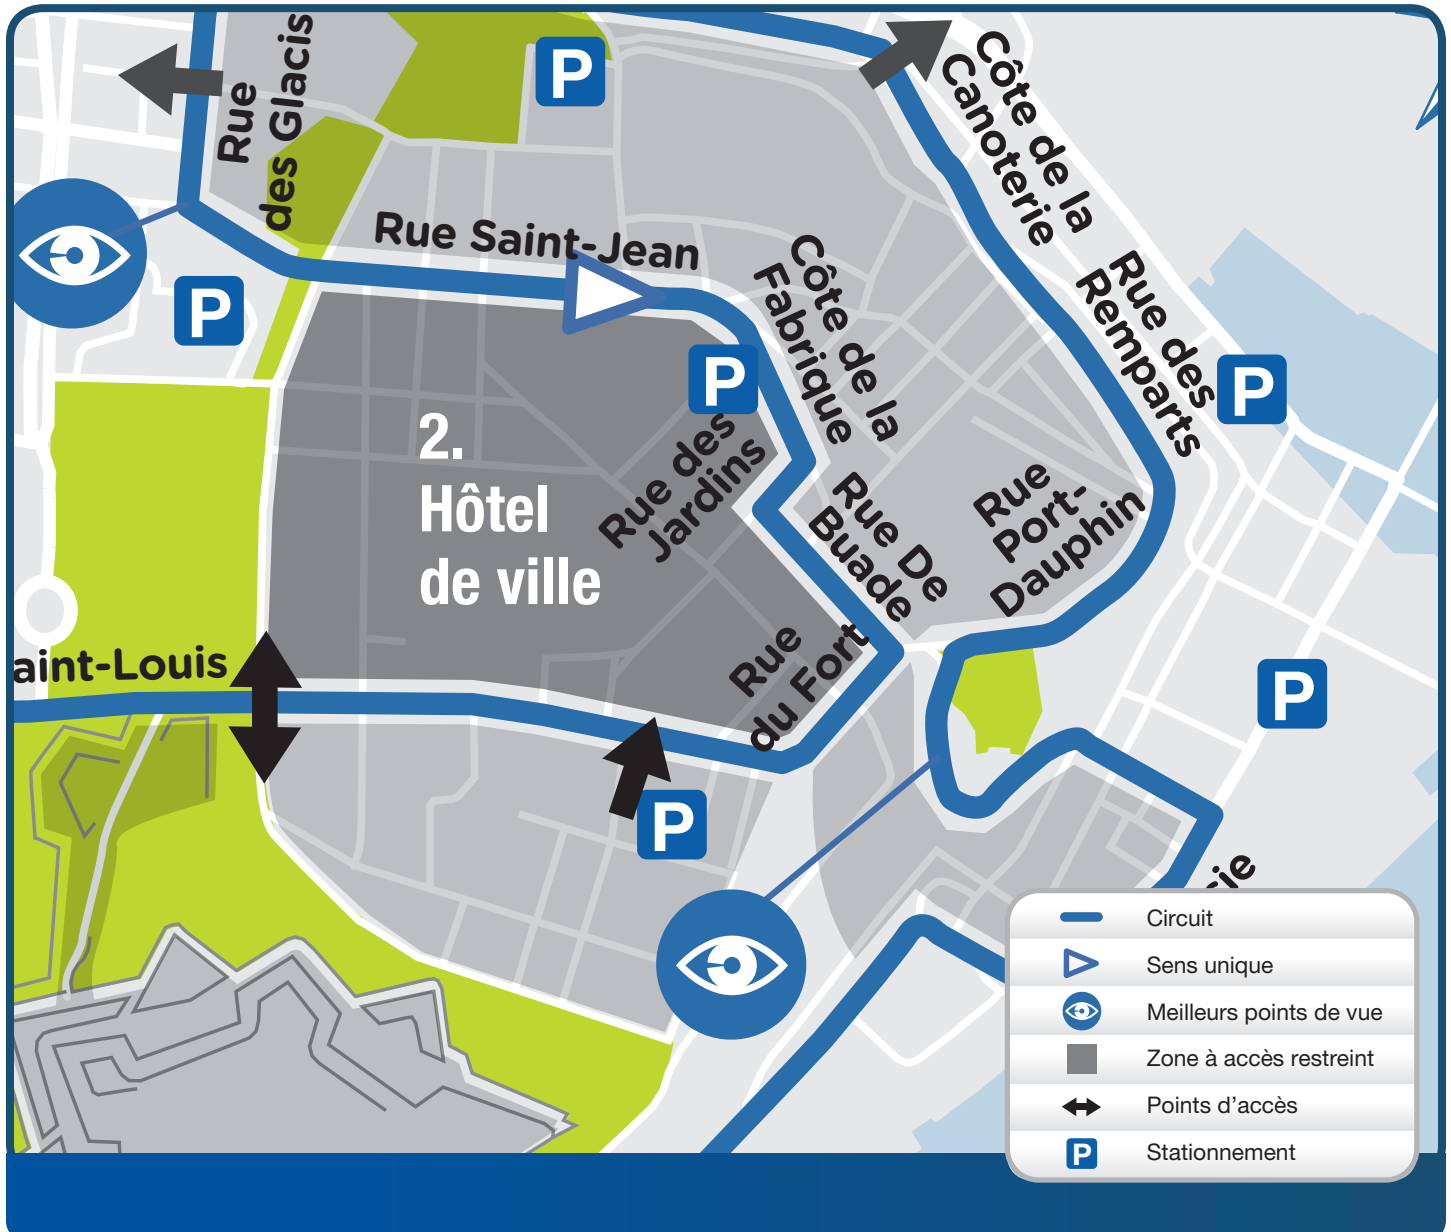 Rue
des Glacis
P
Côte de la
Canoterie
Rue Saint-Jean
P
Côte de la
Fabrique
Rue des
Remparts
P
P
2.
Hôtel
de ville
Rue des
Jardins
Rue De
Buade
Rue
Port-
Dauphin
aint-Louis
Rue
du Fort
P
P
Circuit
Sens unique
Meilleurs points de vue
Zone à accès restreint
Points d'accès
P Stationnement